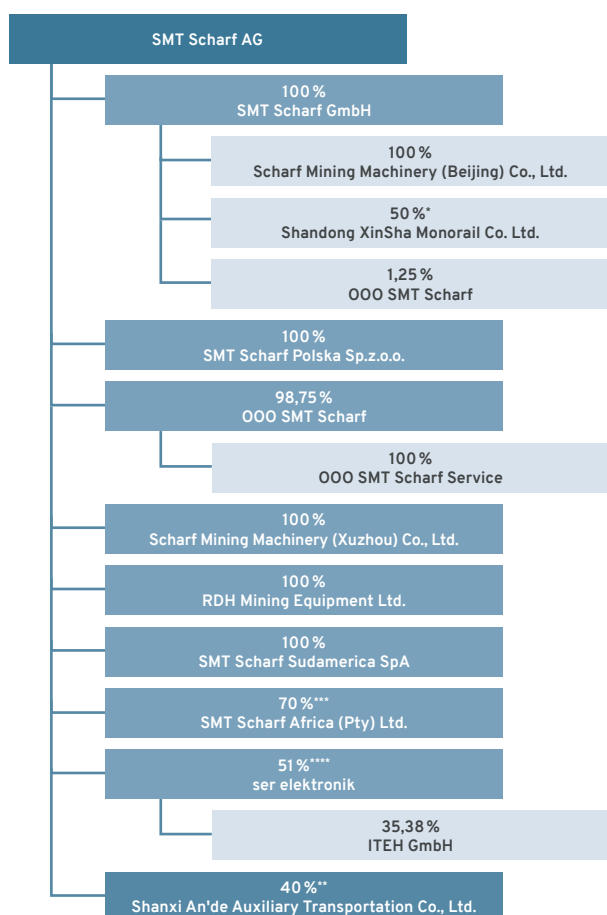 SMT Scharf AG
100 %
SMT Scharf GmbH
100 %
Scharf Mining Machinery (Beijing) Co., Ltd.
50 %*
Shandong XinSha Monorail Co. Ltd.
1,25 %
OOO SMT Scharf
100 %
SMT Scharf Polska Sp.z.o.o.
98,75 %
OOO SMT Scharf
100 %
OOO SMT Scharf Service
100 %
Scharf Mining Machinery (Xuzhou) Co., Ltd.
100 %
RDH Mining Equipment Ltd.
100 %
SMT Scharf Sudamerica SpA
70 %***
SMT Scharf Africa (Pty) Ltd.
51 %****
ser elektronik
35,38 %
ITEH GmbH
40 %**
Shanxi An'de Auxiliary Transportation Co., Ltd.